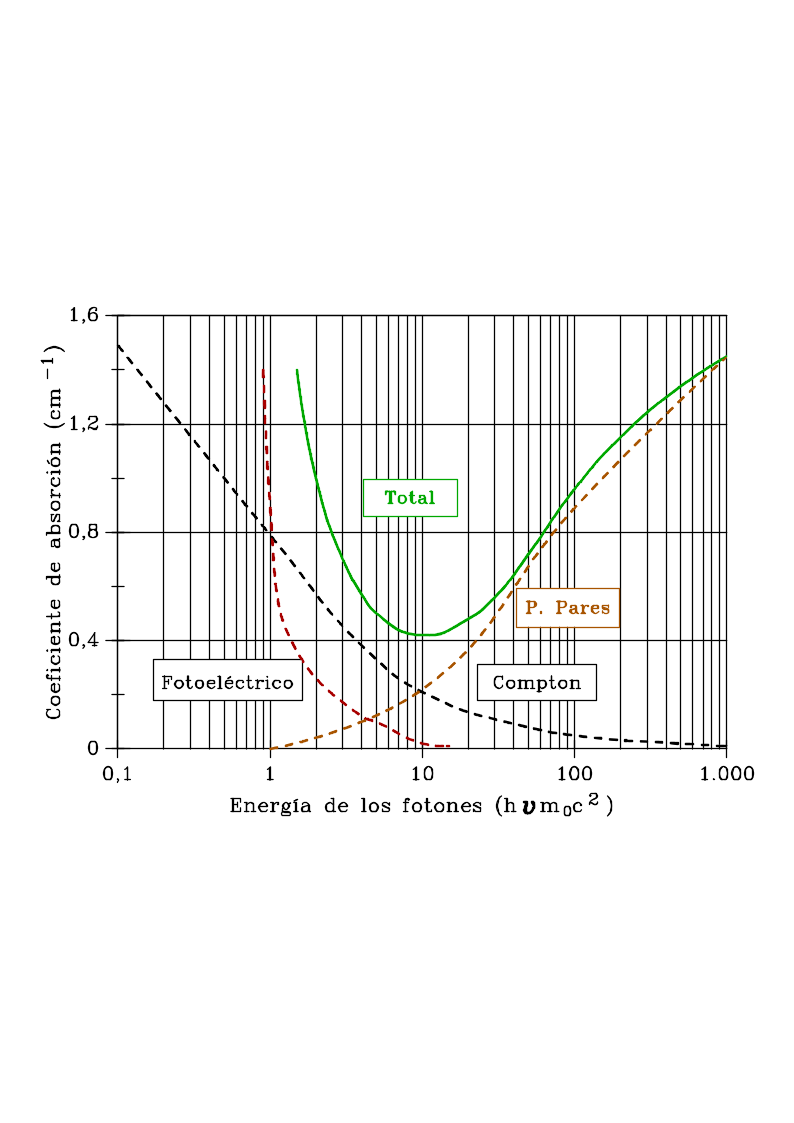 1,6
1,2
0,8
0,4
0
Coeficiente de absorción (cm⁻¹)
Total
P. Pares
Fotoeléctrico
Compton
0,1 1 10 100 1.000
Energía de los fotones (hυm₀c²)